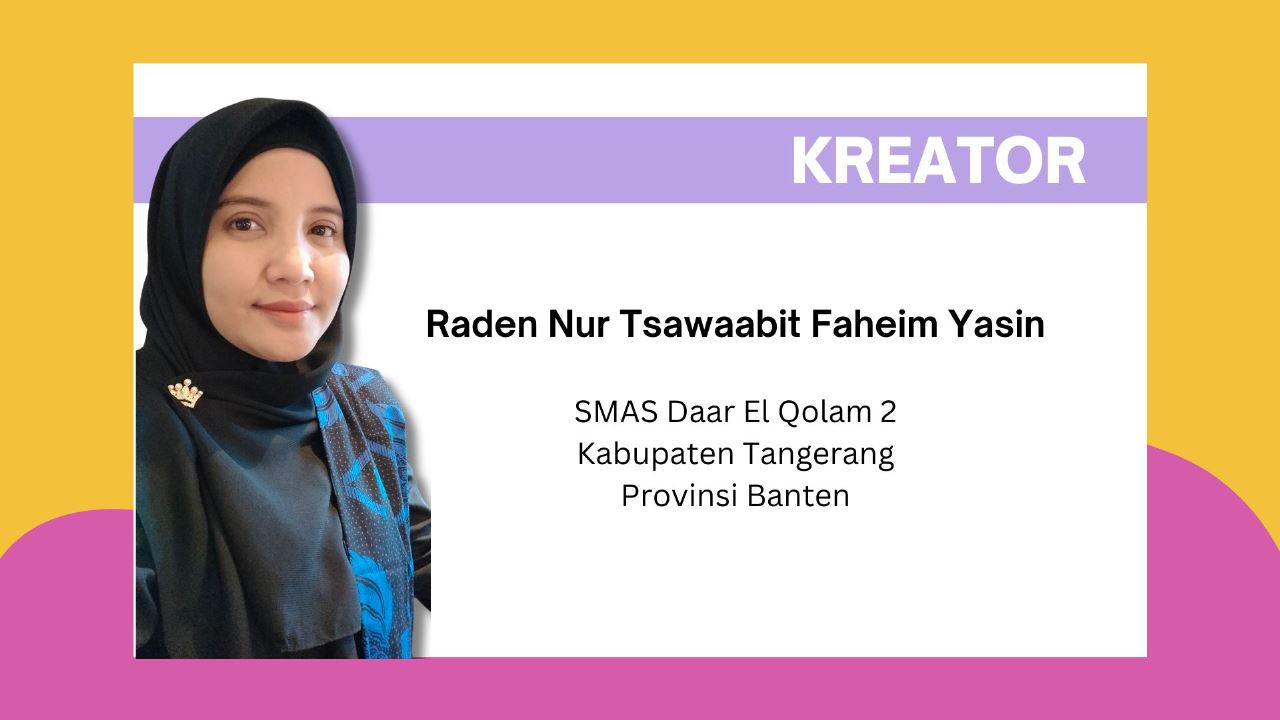 KREATOR
Raden Nur Tsawaabit Faheim Yasin
SMAS Daar El Qolam 2
Kabupaten Tangerang
Provinsi Banten